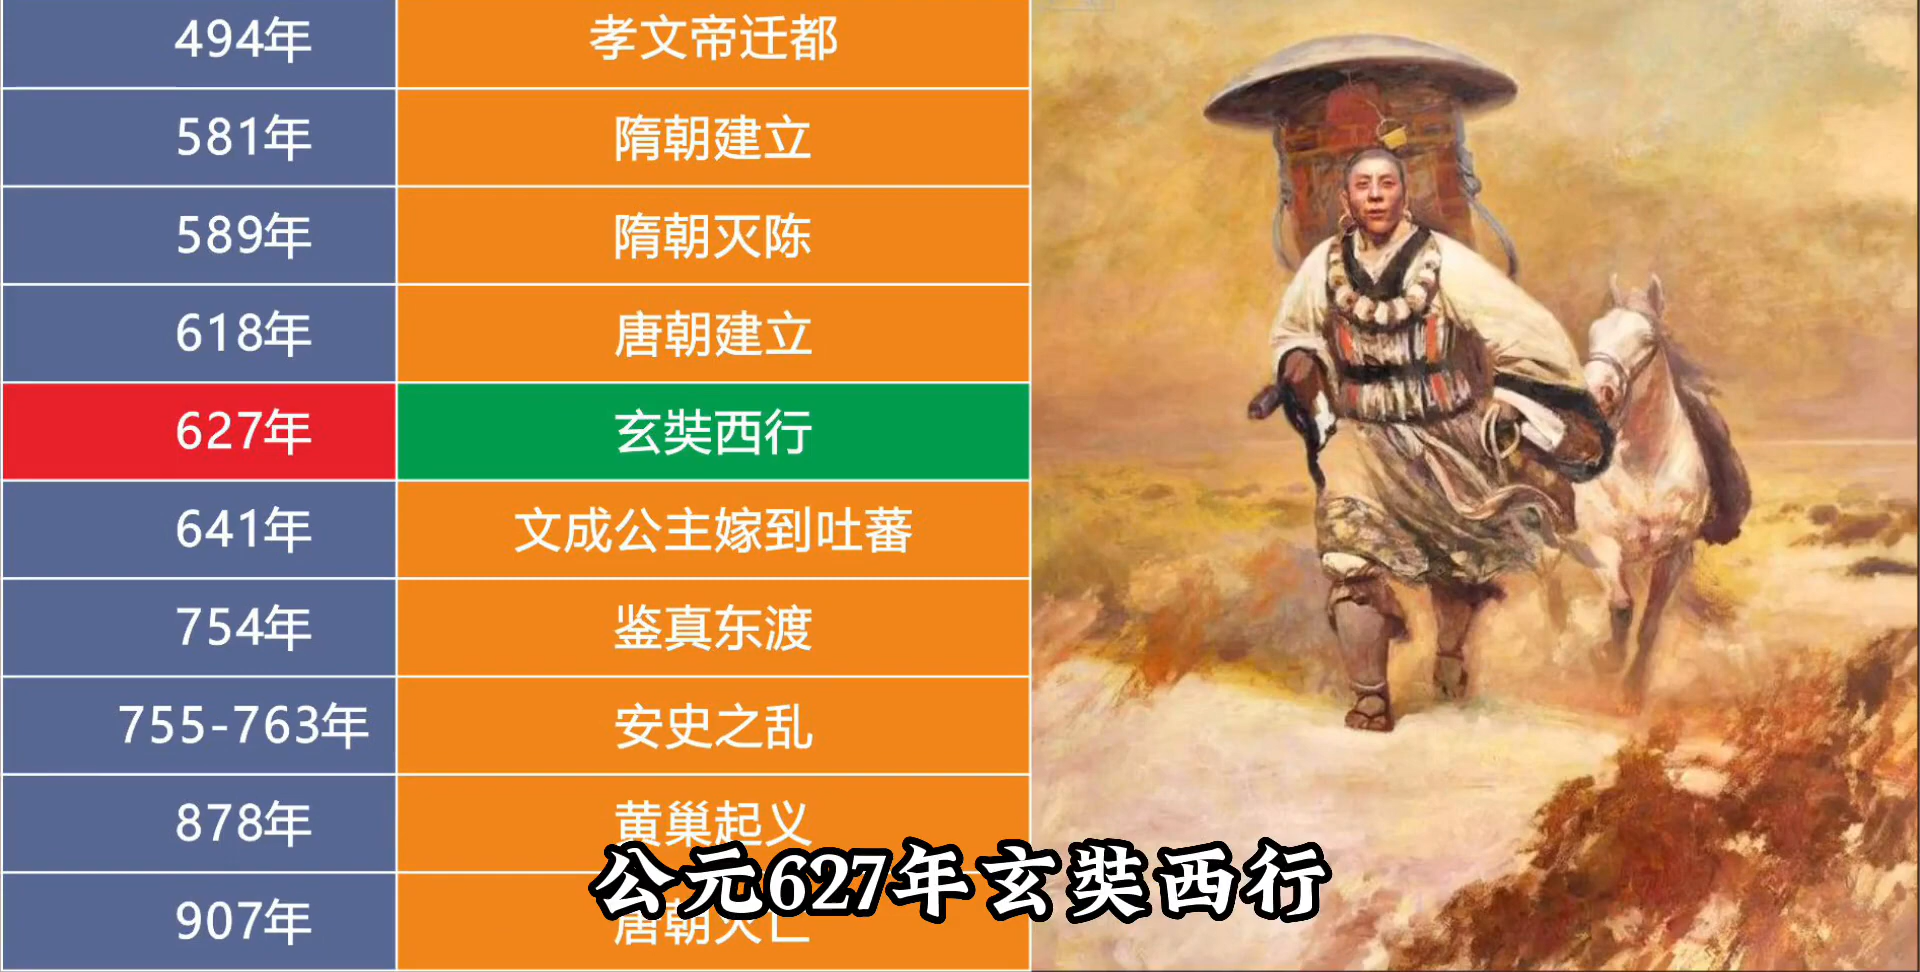 494年 孝文帝迁都
581年 隋朝建立
589年 隋朝灭陈
618年 唐朝建立
627年 玄奘西行
641年 文成公主嫁到吐蕃
754年 鉴真东渡
755-763年 安史之乱
878年 黄巢起义
907年 唐朝灭亡
公元627年玄奘西行